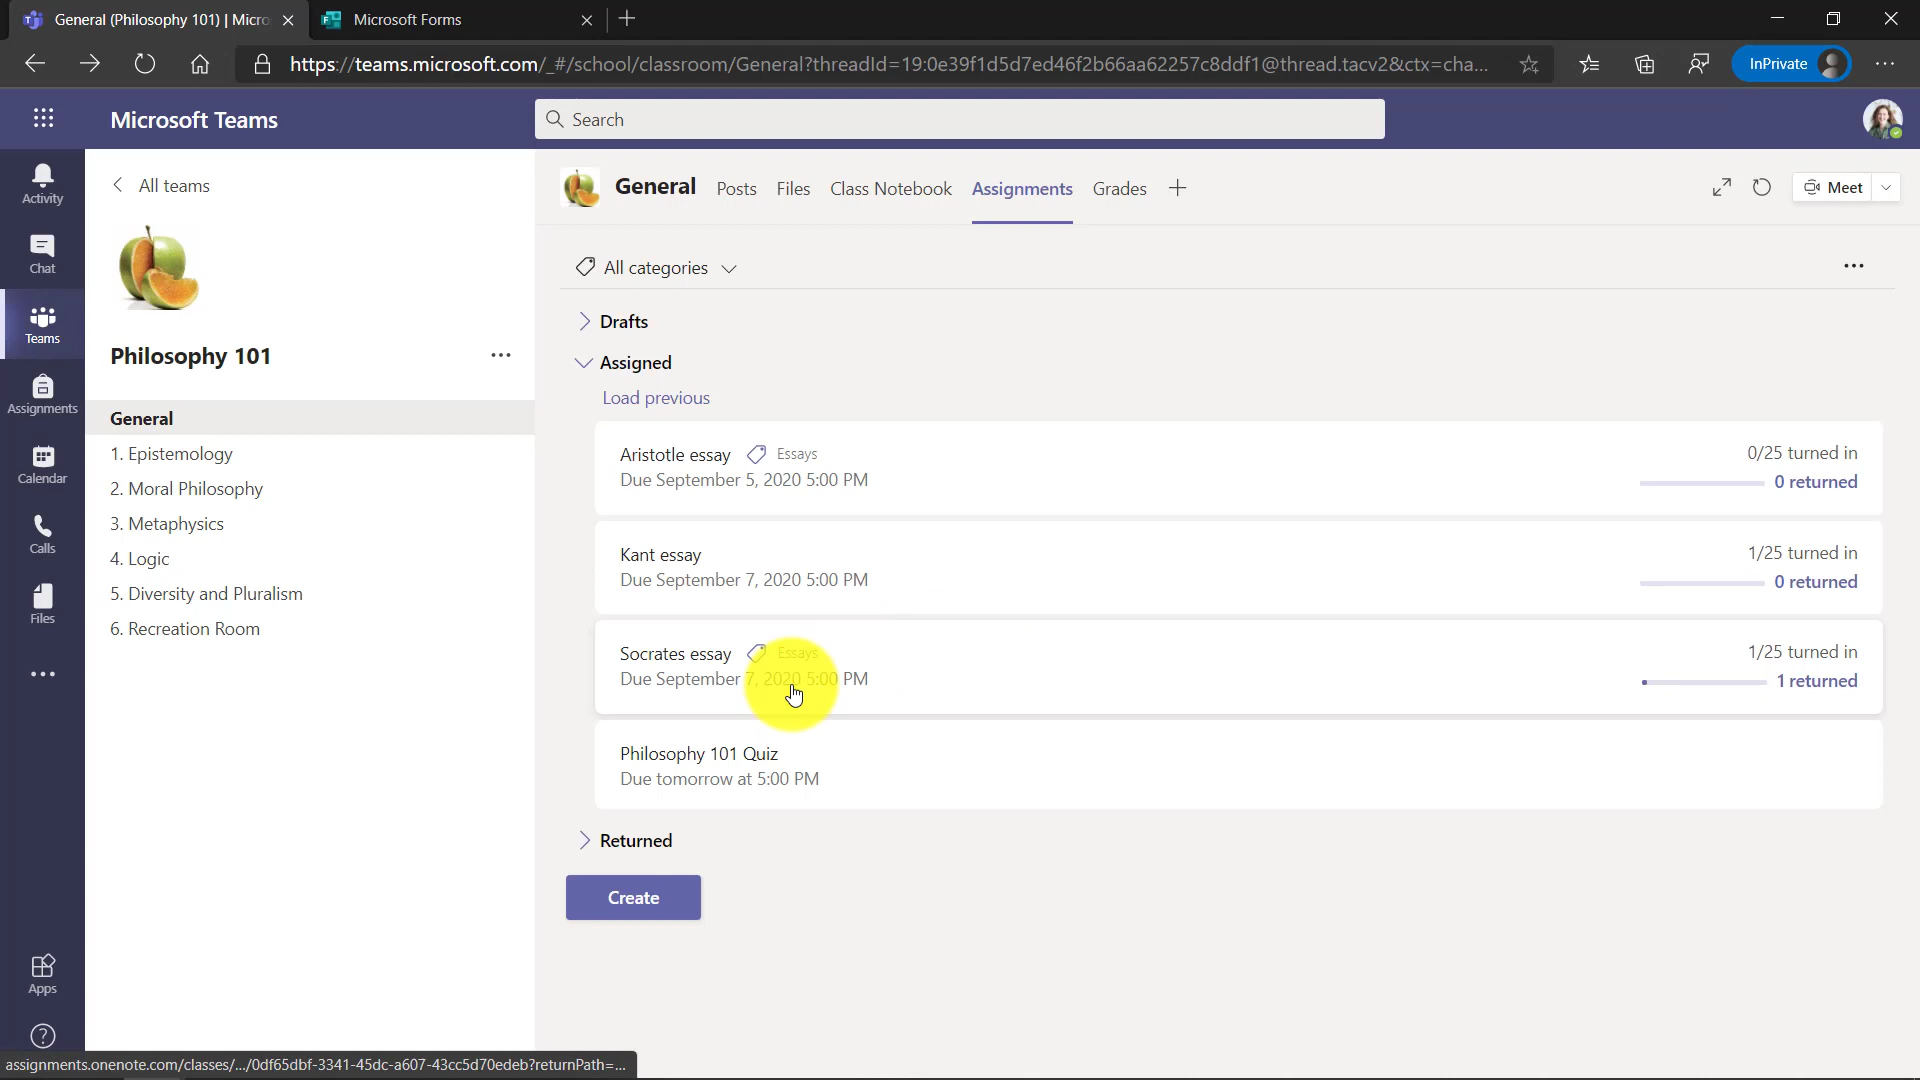 General (Philosophy 101) | Micro
Microsoft Forms
https://teams.microsoft.com/_#/school/classroom/General?threadId=19:0e39f1d5d7ed46f2b66aa62257c8ddf1@thread.tacv2&ctx=cha...
InPrivate
Microsoft Teams
Search
Activity
Chat
Teams
Assignments
Calendar
Calls
Files
Apps
All teams
Philosophy 101
General
1. Epistemology
2. Moral Philosophy
3. Metaphysics
4. Logic
5. Diversity and Pluralism
6. Recreation Room
General Posts Files Class Notebook Assignments Grades
Meet
All categories
Drafts
Assigned
Load previous
Aristotle essay Essays
Due September 5, 2020 5:00 PM
0/25 turned in
0 returned
Kant essay
Due September 7, 2020 5:00 PM
1/25 turned in
0 returned
Socrates essay Essays
Due September 7, 2020 5:00 PM
1/25 turned in
1 returned
Philosophy 101 Quiz
Due tomorrow at 5:00 PM
Returned
Create
assignments.onenote.com/classes/.../0df65dbf-3341-45dc-a607-43cc5d70edeb?returnPath=...